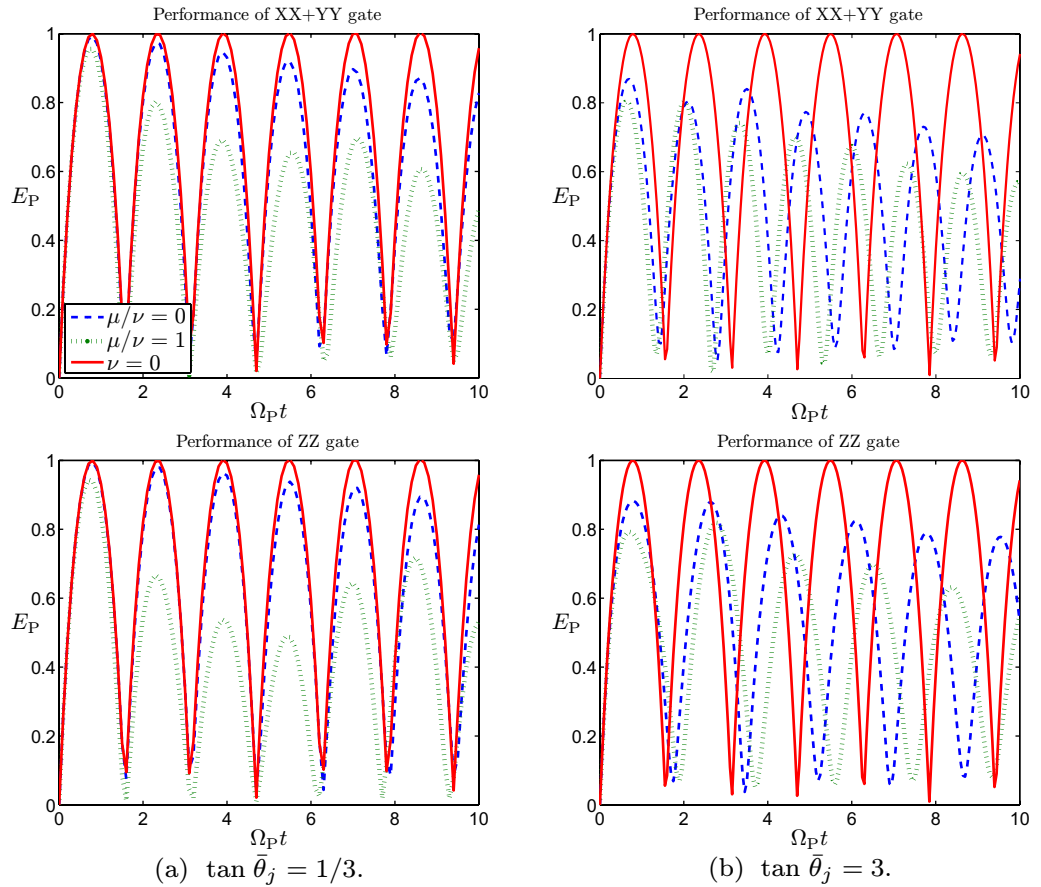 Performance of XX+YY gate
1
0.8
0.6
0.4
0.2
0
E_P
0 2 4 6 8 10
Ω_P t
μ/ν = 0
μ/ν = 1
ν = 0
Performance of XX+YY gate
1
0.8
0.6
0.4
0.2
0
E_P
0 2 4 6 8 10
Ω_P t
Performance of ZZ gate
1
0.8
0.6
0.4
0.2
0
E_P
0 2 4 6 8 10
Ω_P t
(a) tan θ̄_j = 1/3.
Performance of ZZ gate
1
0.8
0.6
0.4
0.2
0
E_P
0 2 4 6 8 10
Ω_P t
(b) tan θ̄_j = 3.